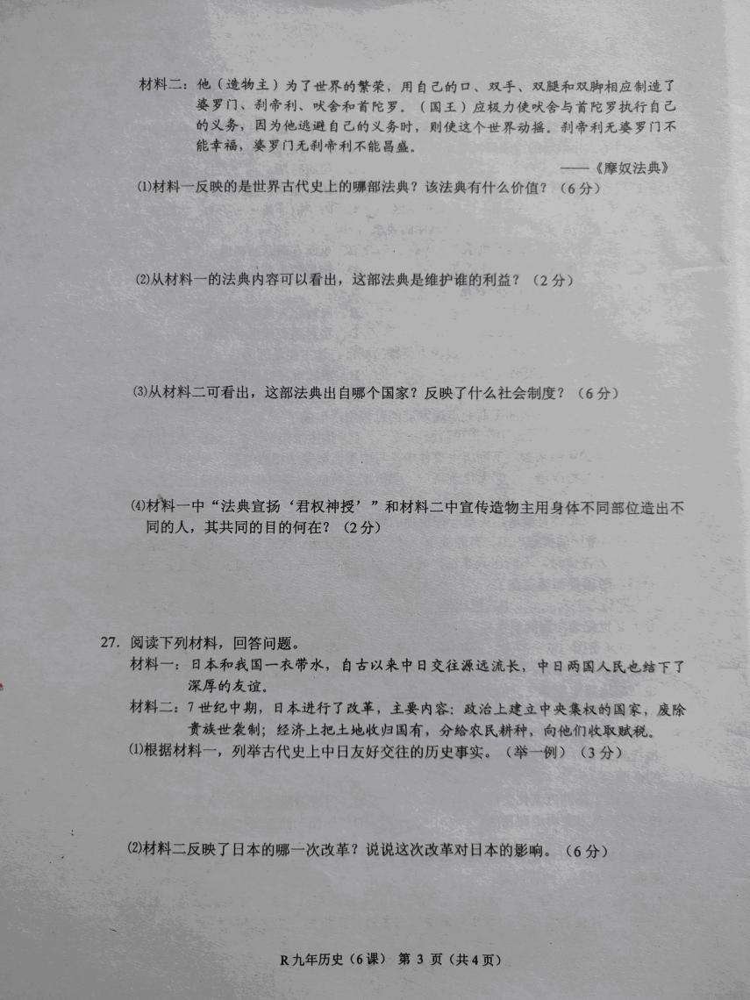 材料二：他（造物主）为了世界的繁荣，用自己的口、双手、双腿和双脚相应制造了
婆罗门、刹帝利、吠舍和首陀罗。（国王）应极力使吠舍与首陀罗执行自己
的义务，因为他逃避自己的义务时，则使这个世界动摇。刹帝利无婆罗门不
能幸福，婆罗门无刹帝利不能昌盛。
——《摩奴法典》
⑴材料一反映的是世界古代史上的哪部法典？该法典有什么价值？（6分）
⑵从材料一的法典内容可以看出，这部法典是维护谁的利益？（2分）
⑶从材料二可看出，这部法典出自哪个国家？反映了什么社会制度？（6分）
⑷材料一中“法典宣扬‘君权神授’”和材料二中宣传造物主用身体不同部位造出不
同的人，其共同的目的何在？（2分）
27．阅读下列材料，回答问题。
材料一：日本和我国一衣带水，自古以来中日交往源远流长，中日两国人民也结下了
深厚的友谊。
材料二：7世纪中期，日本进行了改革，主要内容：政治上建立中央集权的国家，废除
贵族世袭制；经济上把土地收归国有，分给农民耕种，向他们收取赋税。
⑴根据材料一，列举古代史上中日友好交往的历史事实。（举一例）（3分）
⑵材料二反映了日本的哪一次改革？说说这次改革对日本的影响。（6分）
R九年历史（6课） 第 3 页（共4页）